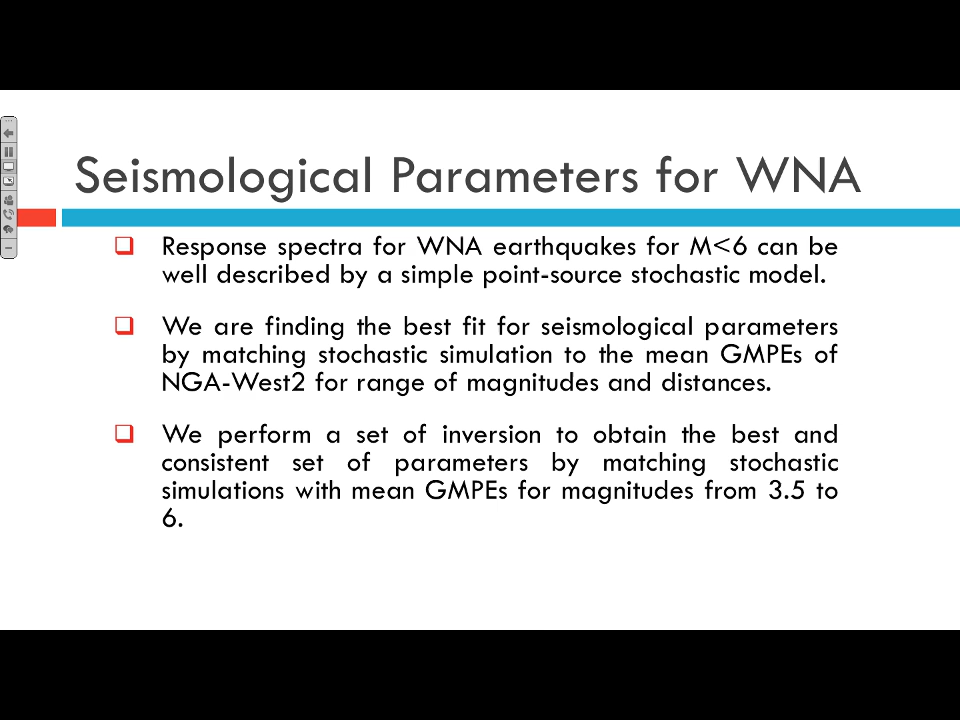 Seismological Parameters for WNA
Response spectra for WNA earthquakes for M<6 can be
well described by a simple point-source stochastic model.
We are finding the best fit for seismological parameters
by matching stochastic simulation to the mean GMPEs of
NGA-West2 for range of magnitudes and distances.
We perform a set of inversion to obtain the best and
consistent set of parameters by matching stochastic
simulations with mean GMPEs for magnitudes from 3.5 to
6.